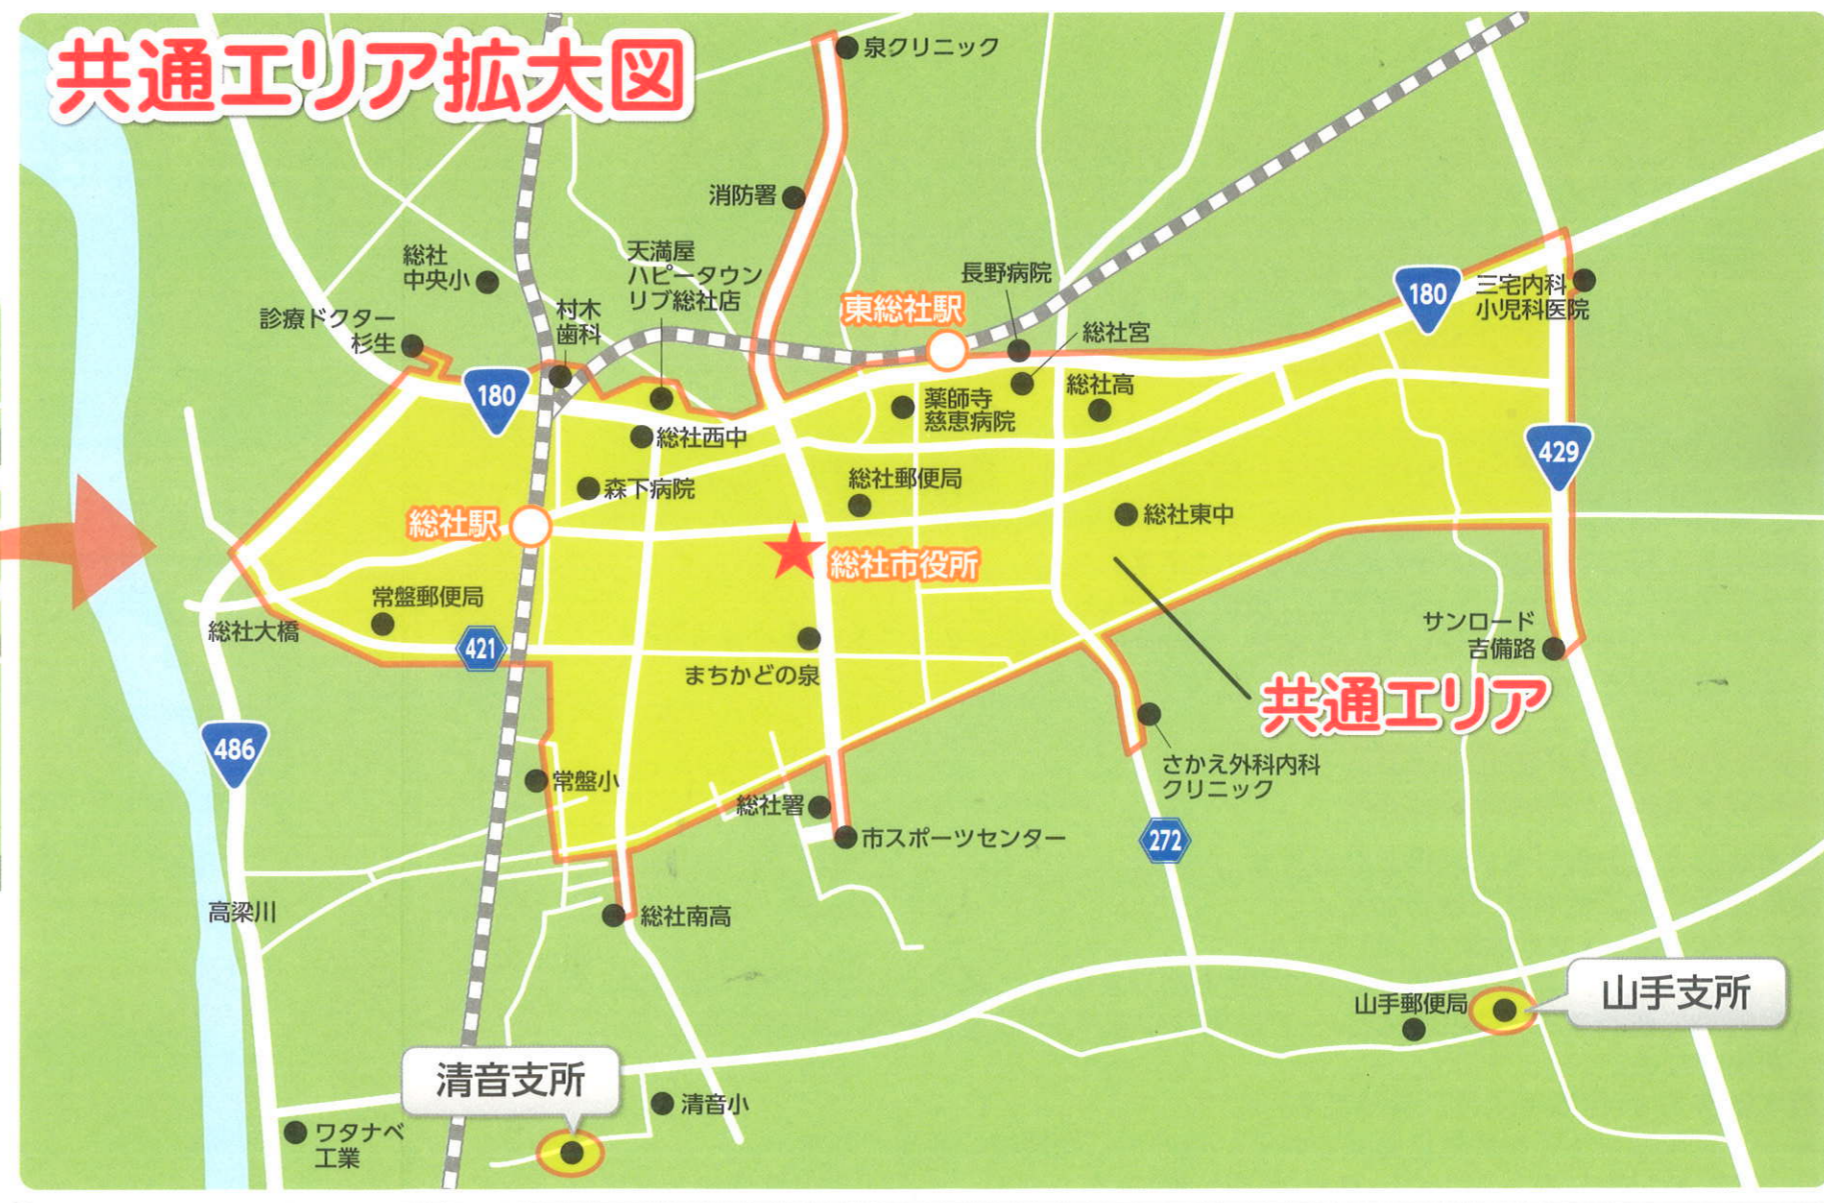 共通エリア拡大図
泉クリニック
消防署
総社
中央小
天満屋
ハピータウン
リブ総社店
長野病院
180
三宅内科
小児科医院
診療ドクター
杉生
村木
歯科
東総社駅
総社宮
180
総社高
薬師寺
慈恵病院
総社西中
429
森下病院
総社郵便局
総社駅
総社東中
総社市役所
常盤郵便局
総社大橋
421
まちかどの泉
サンロード
吉備路
共通エリア
486
さかえ外科内科
クリニック
常盤小
総社署
市スポーツセンター
272
高梁川
総社南高
山手郵便局
山手支所
清音支所
清音小
ワタナベ
工業